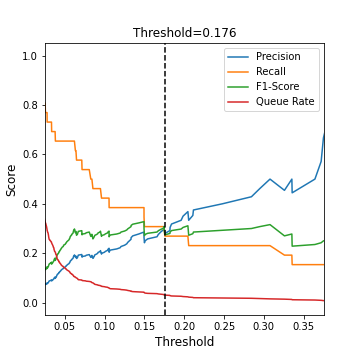 Threshold=0.176
Precision
Recall
F1-Score
Queue Rate
Score
1.0
0.8
0.6
0.4
0.2
0.0
0.05 0.10 0.15 0.20 0.25 0.30 0.35
Threshold